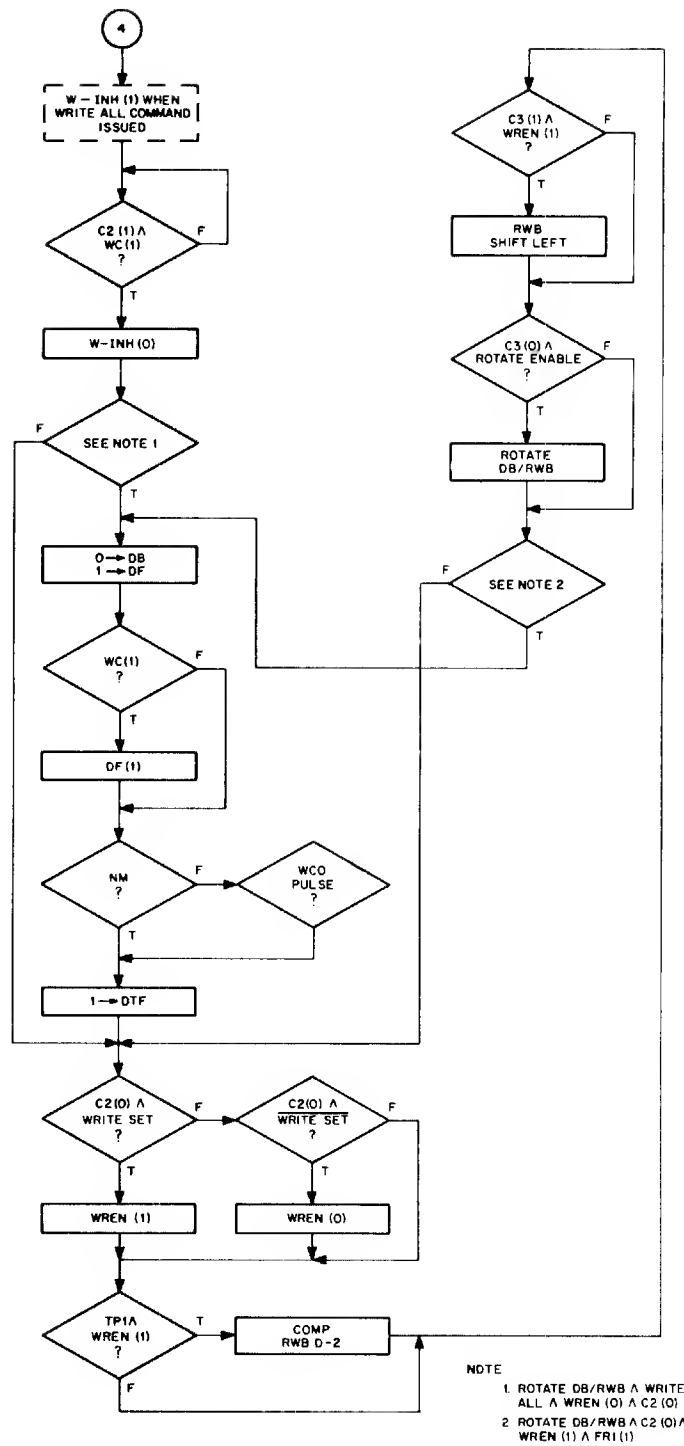 4
W-INH (1) WHEN
WRITE ALL COMMAND
ISSUED
C2 (1) Λ
WC (1)
?
F
T
W-INH (0)
F
SEE NOTE 1
T
0→DB
1→DF
WC (1)
?
F
T
DF (1)
NM
?
F
T
WCO
PULSE
?
1→DTF
C2(0) Λ
WRITE SET
?
F
T
C2(0) Λ
WRITE SET
?
F
T
WREN (1)
WREN (0)
TP1Λ
WREN (1)
?
T
F
COMP
RWB 0-2
C3 (1) Λ
WREN (1)
?
F
T
RWB
SHIFT LEFT
C3(0) Λ
ROTATE ENABLE
?
F
T
ROTATE
DB/RWB
F
SEE NOTE 2
T
NOTE
1. ROTATE DB/RWB Λ WRITE
ALL Λ WREN (0) Λ C2 (0)
2 ROTATE DB/RWB Λ C2 (0)Λ
WREN (1) Λ FR1 (1)